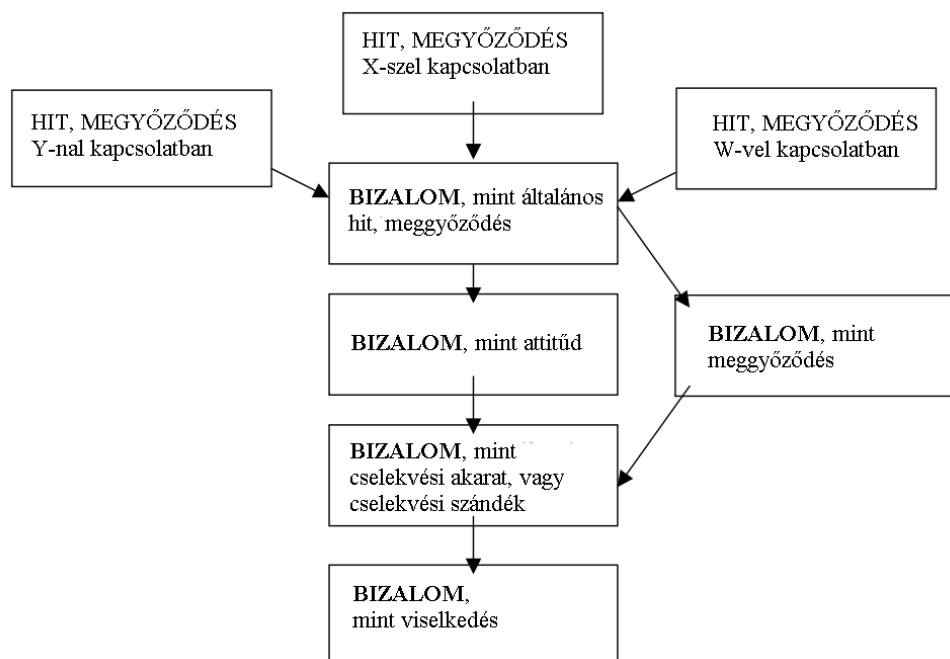 HIT, MEGYŐZŐDÉS
X-szel kapcsolatban
HIT, MEGYŐZŐDÉS
Y-nal kapcsolatban
HIT, MEGYŐZŐDÉS
W-vel kapcsolatban
BIZALOM, mint általános
hit, meggyőződés
BIZALOM, mint attitűd
BIZALOM, mint
meggyőződés
BIZALOM, mint
cselekvési akarat, vagy
cselekvési szándék
BIZALOM,
mint viselkedés